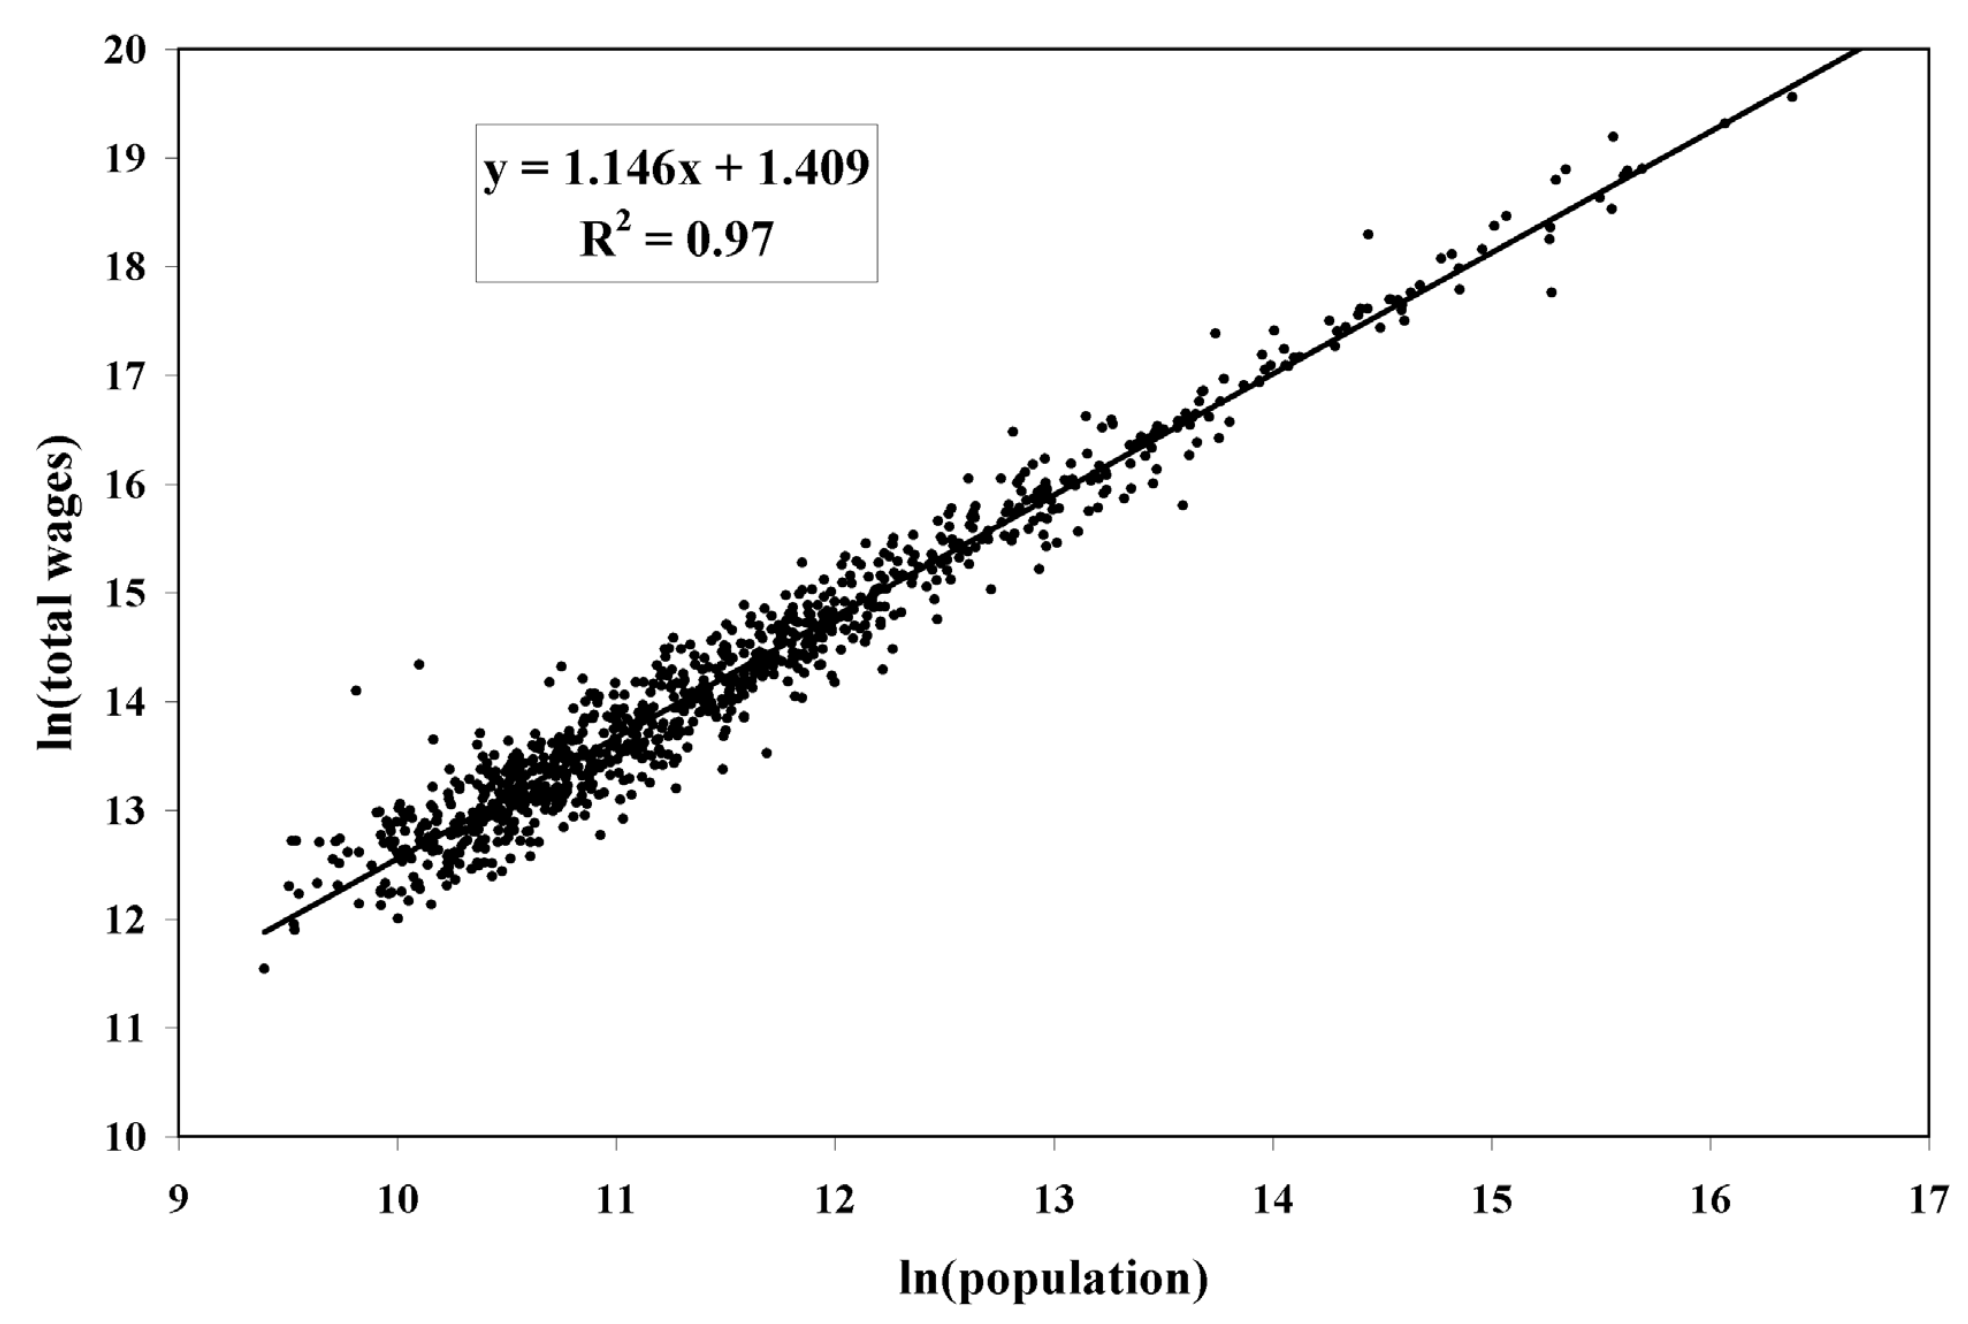 20
19
18
17
16
15
14
13
12
11
10
ln(total wages)
y = 1.146x + 1.409
R² = 0.97
9 10 11 12 13 14 15 16 17
ln(population)